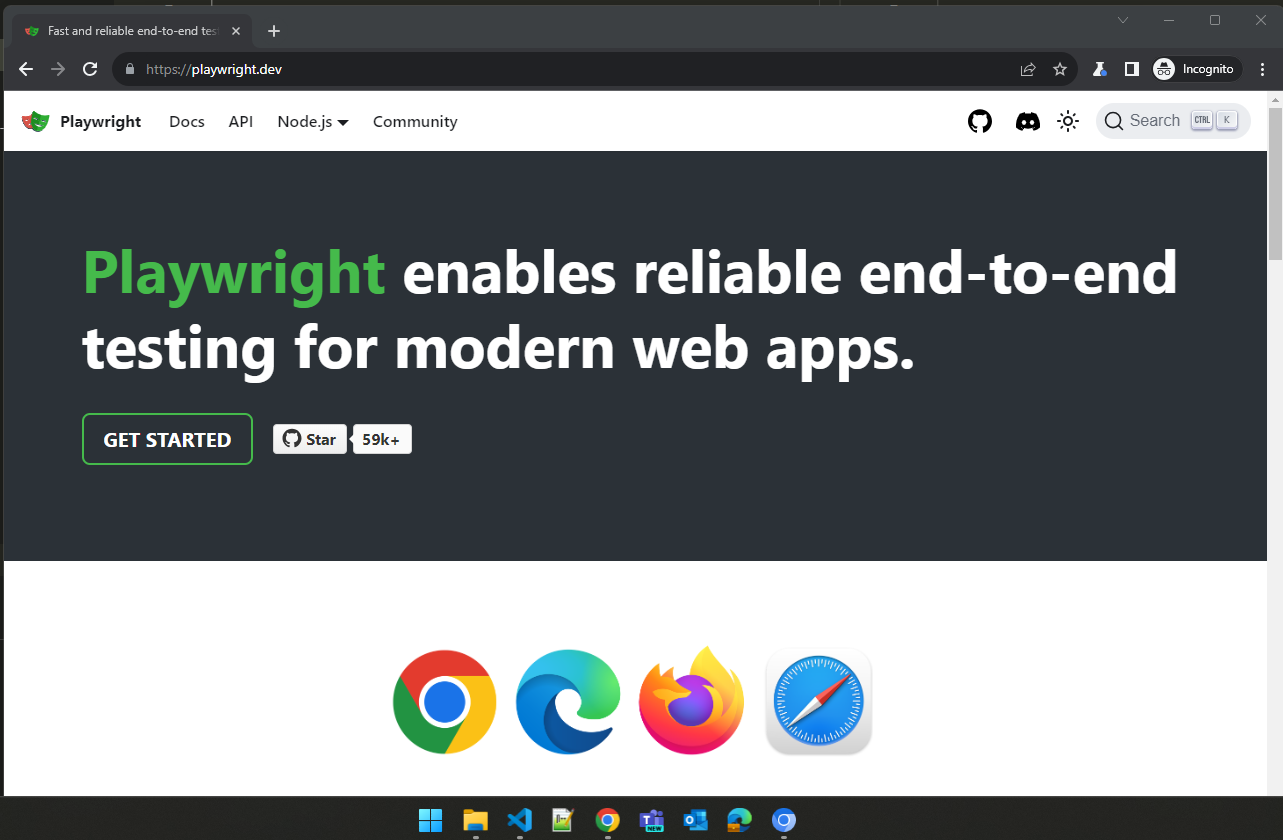 Fast and reliable end-to-end tes
https://playwright.dev
Incognito
Playwright Docs API Node.js Community
Search CTRL K
Playwright enables reliable end-to-end
testing for modern web apps.
GET STARTED Star 59k+
T NEW